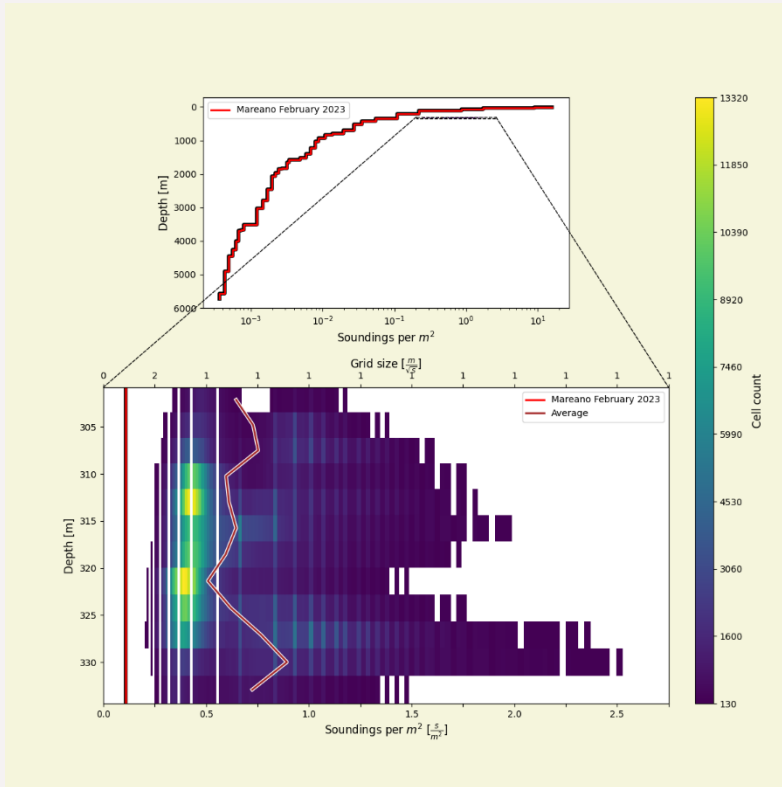 Mareano February 2023
0
1000
2000
3000
4000
5000
6000
Depth [m]
10⁻³ 10⁻² 10⁻¹ 10⁰ 10¹
Soundings per m²
Grid size [m/√s]
0 2 1 1 1 1 1 1 1 1 1 1
Mareano February 2023
Average
305
310
315
320
325
330
Depth [m]
0.0 0.5 1.0 1.5 2.0 2.5
Soundings per m² [s/m²]
13320
11850
10390
8920
7460
5990
4530
3060
1600
130
Cell count